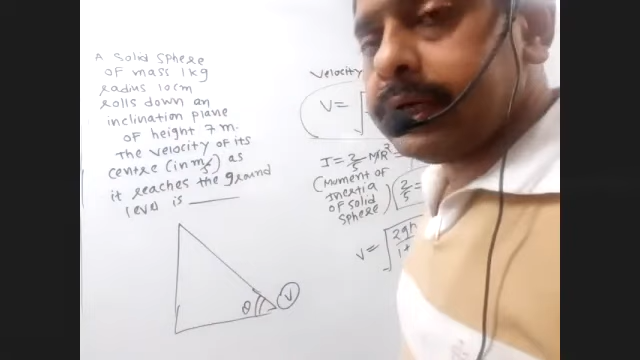 A Solid Sphere
OF mass 1kg
radius 10cm
rolls down an
inclination plane
OF height 7m.
The velocity of its
centre (in m/s) as
it reaches the ground
level is ____
θ
V
Velocity
V = √
I = 2/5 MR² =
(Mument OF
Inertia
OF Solid
Sphere)
2/5 =
V = √ 2gh
1+